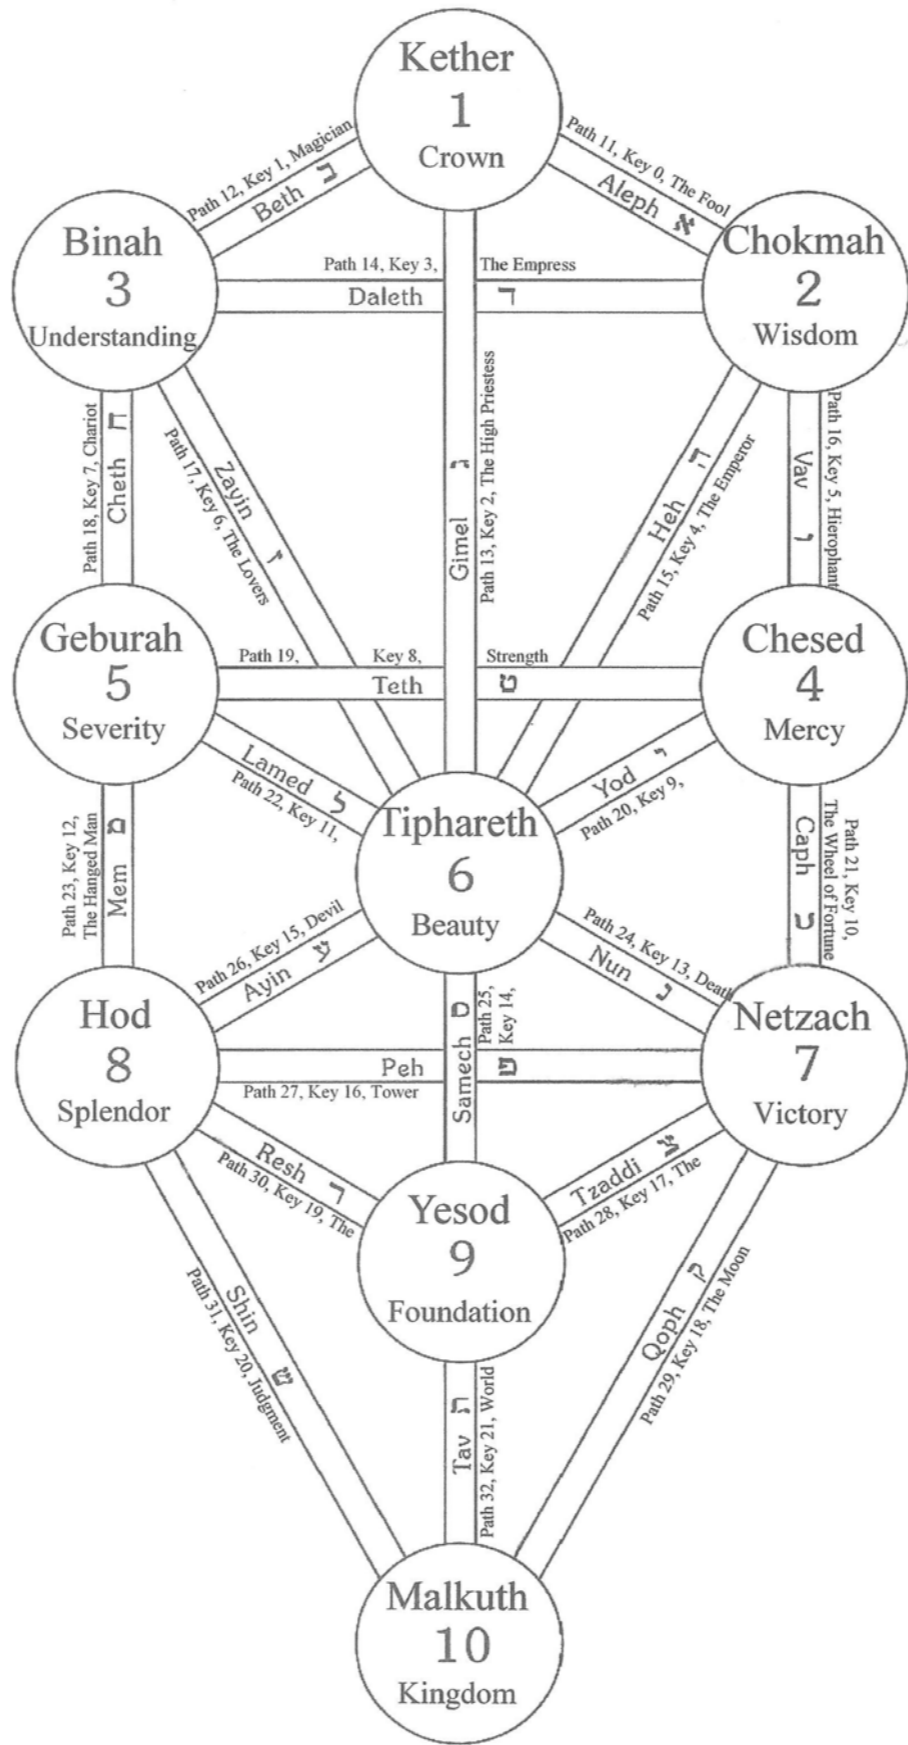 Kether
1
Crown
Path 12, Key 1, Magician
Beth ב
Path 11, Key 0, The Fool
Aleph א
Binah
3
Understanding
Chokmah
2
Wisdom
Path 14, Key 3, The Empress
Daleth ד
Path 18, Key 7, Chariot
Cheth ח
Zayin ז
Path 17, Key 6, The Lovers
Gimel ג
Path 13, Key 2, The High Priestess
Heh ה
Path 15, Key 4, The Emperor
Vav ו
Path 16, Key 5, Hierophant
Geburah
5
Severity
Chesed
4
Mercy
Path 19, Key 8, Strength
Teth ט
Lamed ל
Path 22, Key 11,
Yod י
Path 20, Key 9,
Tiphareth
6
Beauty
Path 23, Key 12,
The Hanged Man
Mem מ
Caph כ
Path 21, Key 10,
The Wheel of Fortune
Path 26, Key 15, Devil
Ayin ע
Path 24, Key 13, Death
Nun נ
Hod
8
Splendor
Netzach
7
Victory
Samech ס
Path 25,
Key 14,
Peh פ
Path 27, Key 16, Tower
Resh ר
Path 30, Key 19, The
Tzaddi צ
Path 28, Key 17, The
Yesod
9
Foundation
Shin ש
Path 31, Key 20, Judgment
Qoph ק
Path 29, Key 18, The Moon
Tav ת
Path 32, Key 21, World
Malkuth
10
Kingdom